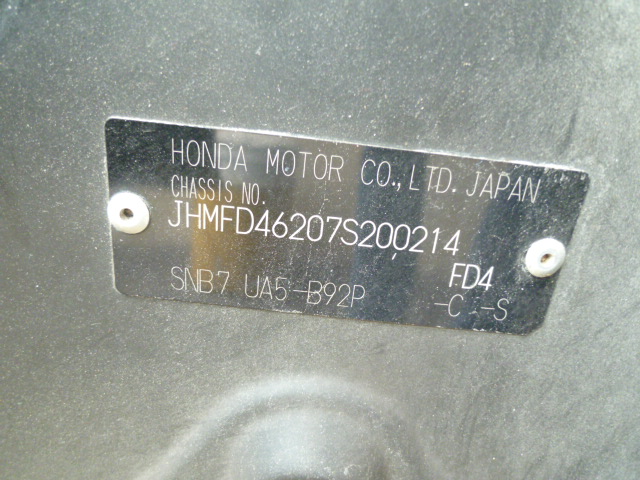 HONDA MOTOR CO., LTD. JAPAN
CHASSIS NO.
JHMFD46207S200214
FD4
SNB7 UA5-B92P -C -S